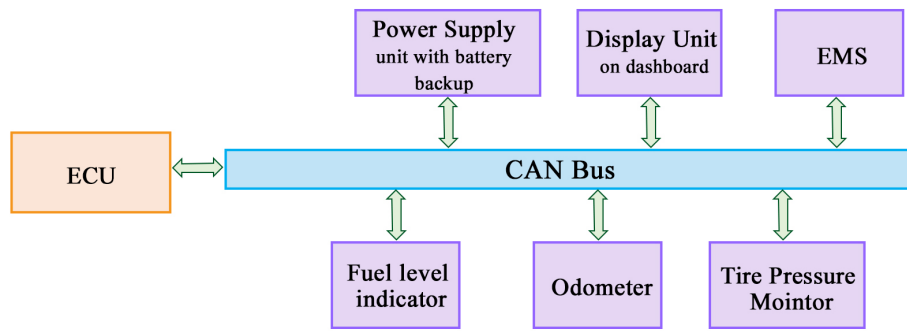 Power Supply
unit with battery
backup
Display Unit
on dashboard
EMS
ECU
CAN Bus
Fuel level
indicator
Odometer
Tire Pressure
Mointor